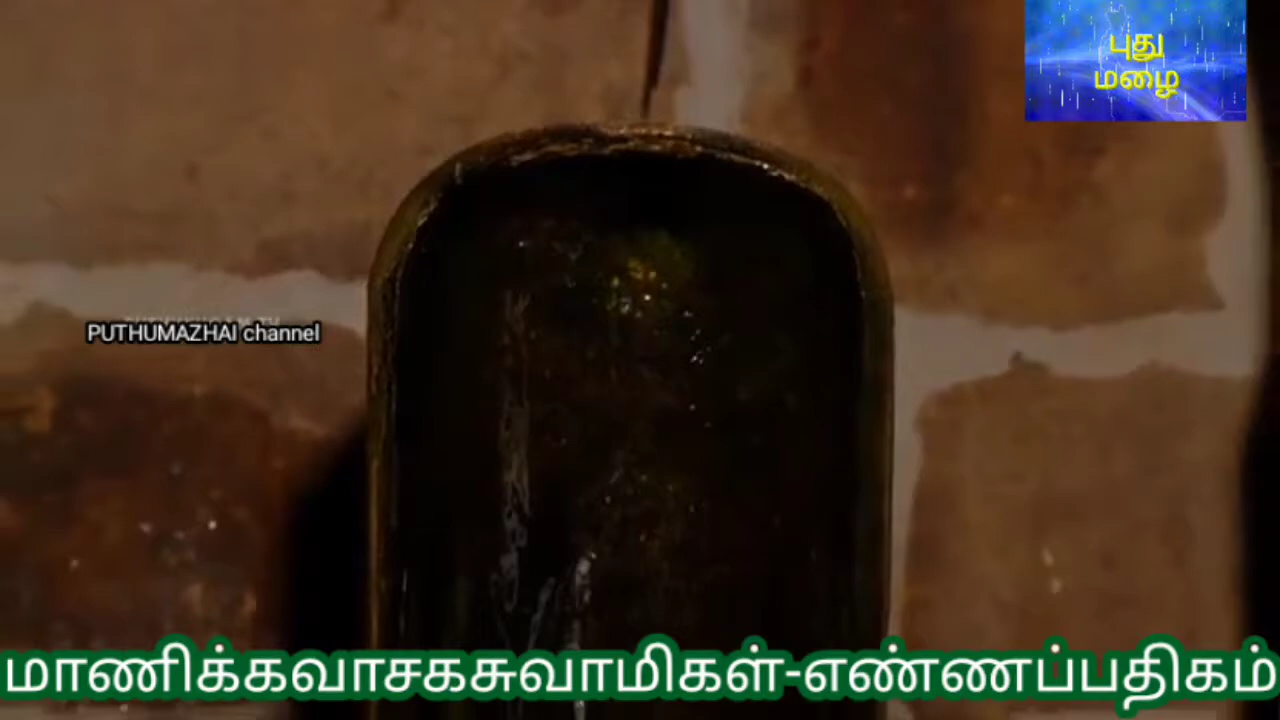 புது
மழை
PUTHUMAZHAI channel
மாணிக்கவாசகசுவாமிகள்-எண்ணப்பதிகம்